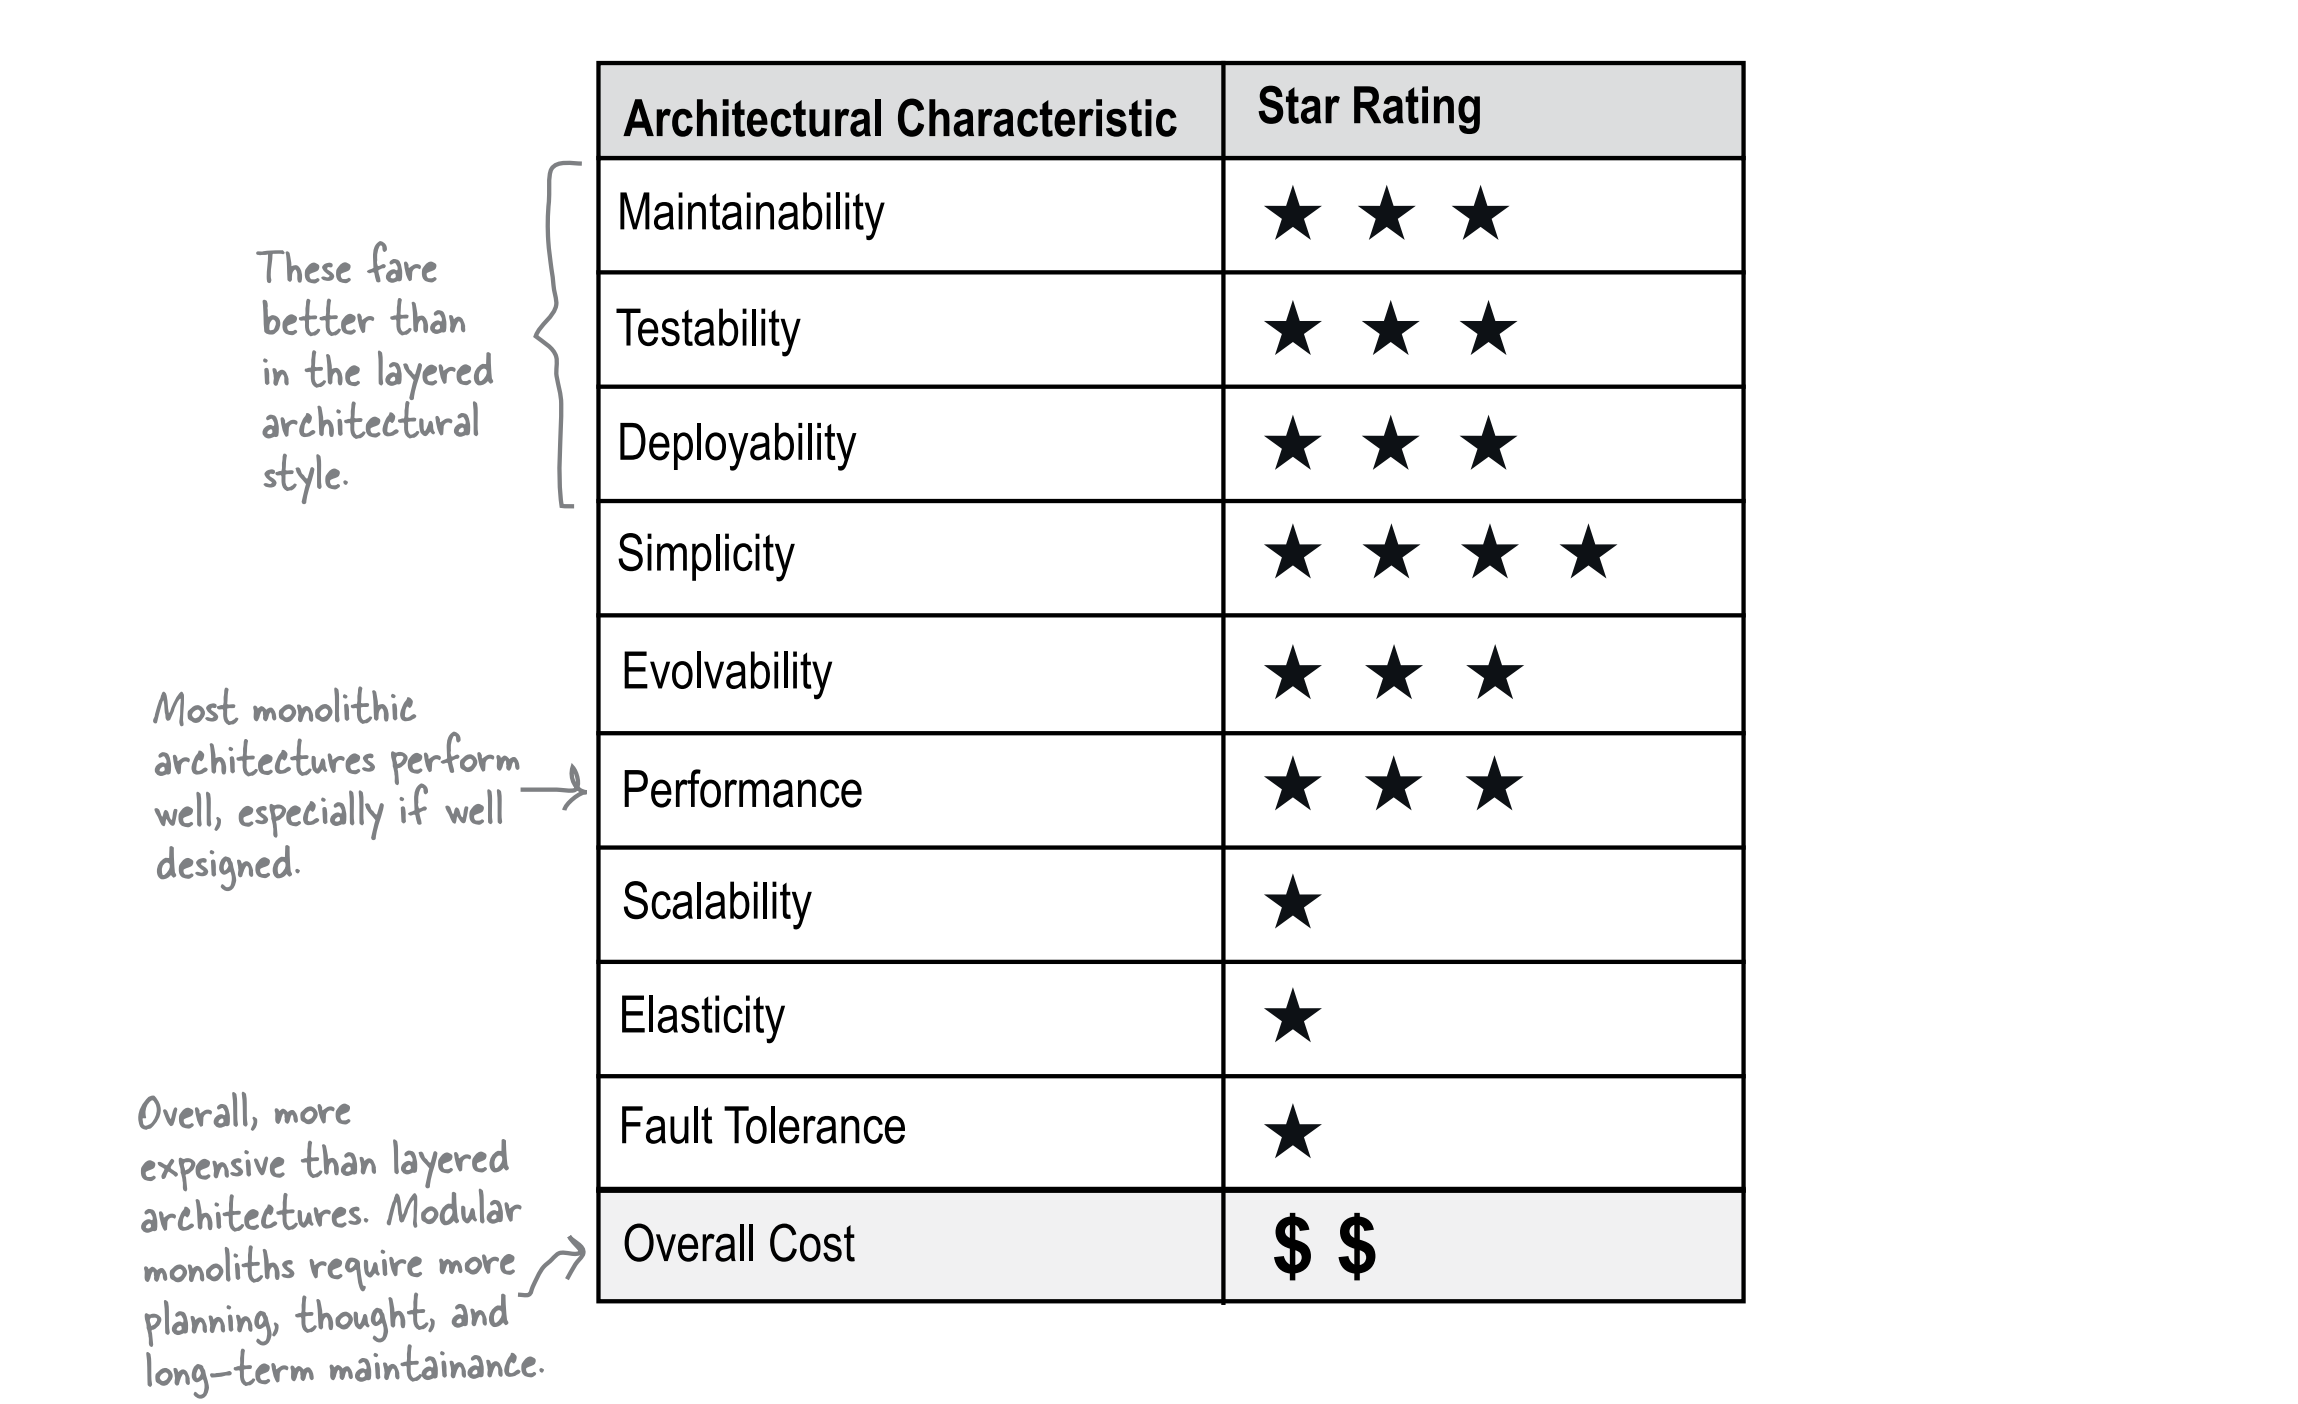 Architectural Characteristic Star Rating
Maintainability ★ ★ ★
Testability ★ ★ ★
Deployability ★ ★ ★
Simplicity ★ ★ ★ ★
Evolvability ★ ★ ★
Performance ★ ★ ★
Scalability ★
Elasticity ★
Fault Tolerance ★
Overall Cost $ $
These fare
better than
in the layered
architectural
style.
Most monolithic
architectures perform
well, especially if well
designed.
Overall, more
expensive than layered
architectures. Modular
monoliths require more
planning, thought, and
long-term maintainance.